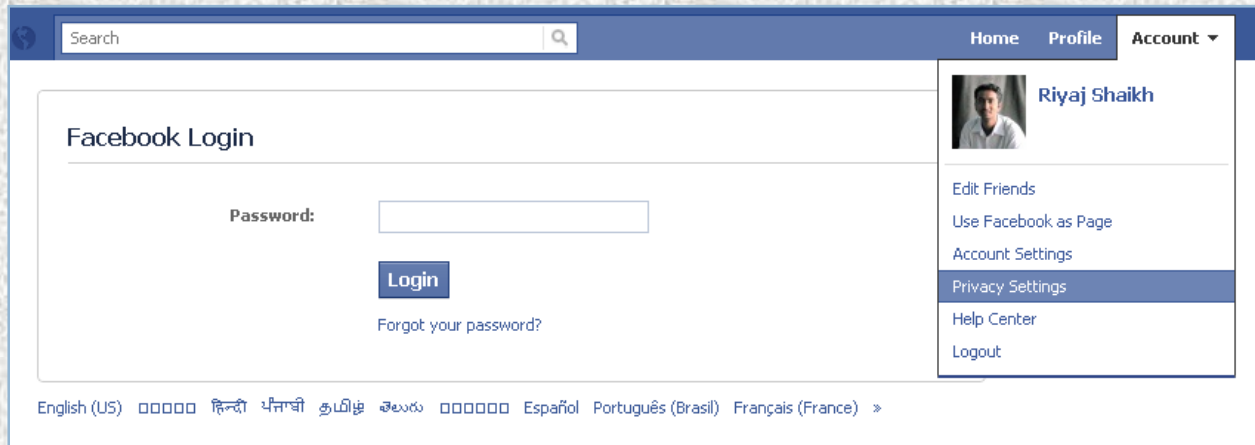 Search
Home Profile Account
Riyaj Shaikh
Facebook Login
Edit Friends
Password:
Use Facebook as Page
Account Settings
Login
Privacy Settings
Forgot your password?
Help Center
Logout
English (US) □□□□□ हिन्दी ਪੰਜਾਬੀ தமிழ் తెలుగు □□□□□□ Español Português (Brasil) Français (France) »